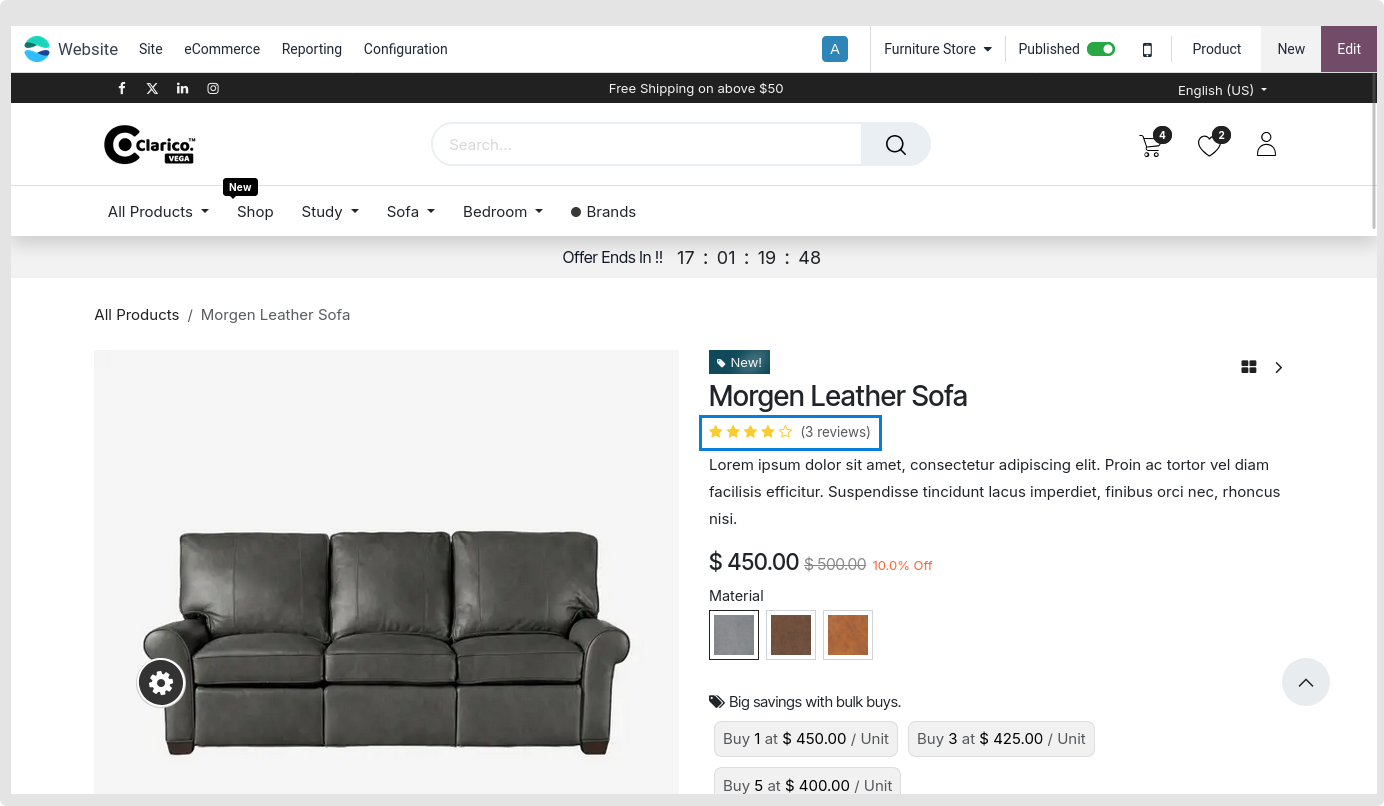 Website Site eCommerce Reporting Configuration A Furniture Store Published Product New Edit
Free Shipping on above $50 English (US)
Clarico.™ VEGA Search... 4 2
New
All Products Shop Study Sofa Bedroom Brands
Offer Ends In !! 17 : 01 : 19 : 48
All Products / Morgen Leather Sofa
New!
Morgen Leather Sofa
(3 reviews)
Lorem ipsum dolor sit amet, consectetur adipiscing elit. Proin ac tortor vel diam
facilisis efficitur. Suspendisse tincidunt lacus imperdiet, finibus orci nec, rhoncus
nisi.
$ 450.00 $ 500.00 10.0% Off
Material
Big savings with bulk buys.
Buy 1 at $ 450.00 / Unit Buy 3 at $ 425.00 / Unit
Buy 5 at $ 400.00 / Unit